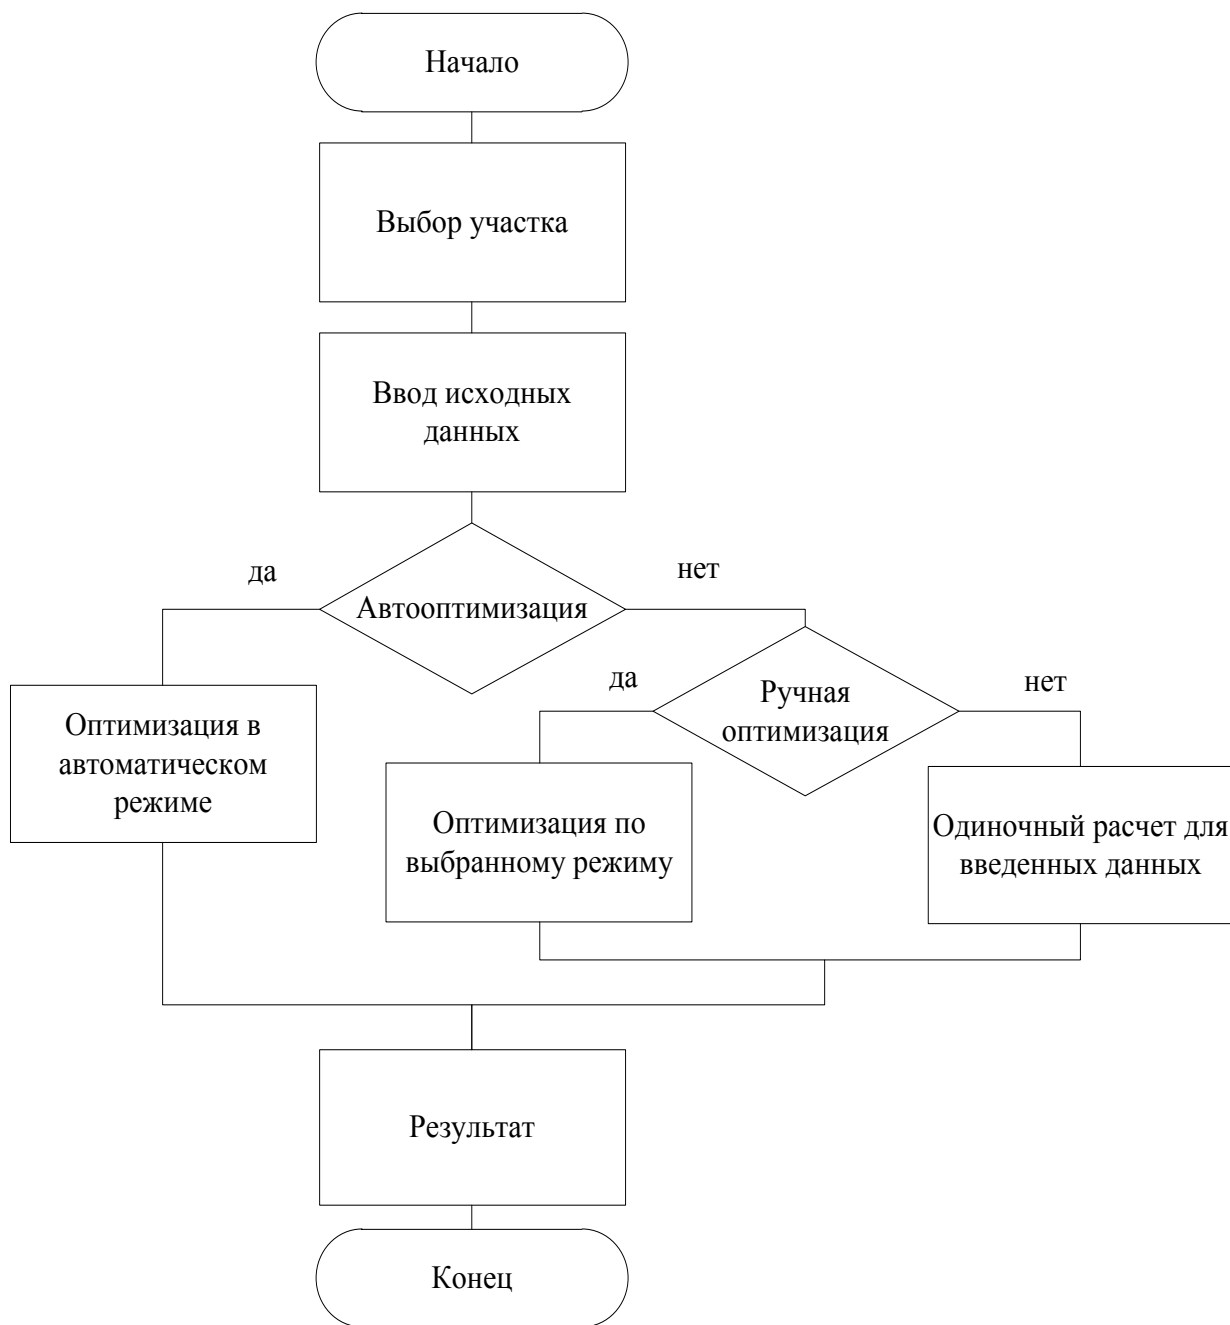 Начало
Выбор участка
Ввод исходных
данных
да
нет
Автооптимизация
да
Ручная
оптимизация
нет
Оптимизация в
автоматическом
режиме
Оптимизация по
выбранному режиму
Одиночный расчет для
введенных данных
Результат
Конец